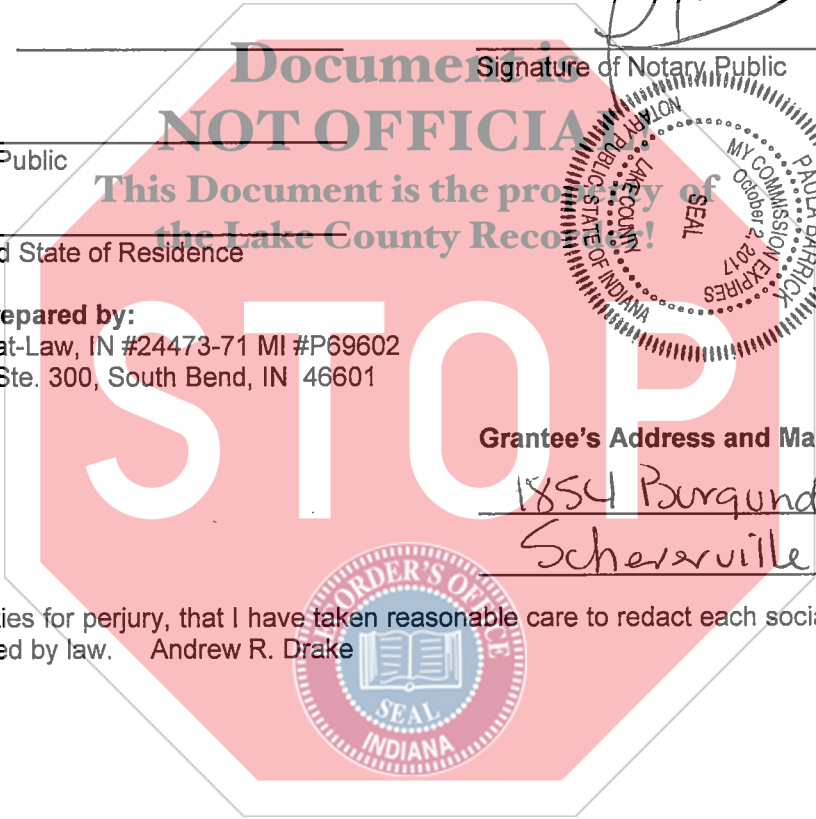 Document is
Signature of Notary Public
NOT OFFICIAL!
Public
This Document is the property of
the Lake County Recorder!
d State of Residence
NOTARY PUBLIC STATE OF INDIANA
LAKE COUNTY
SEAL
MY COMMISSION EXPIRES
October 2, 2017
PAULA BARRICK
epared by:
at-Law, IN #24473-71 MI #P69602
Ste. 300, South Bend, IN 46601
STOP
Grantee's Address and Ma
1854 Burgund
Schererville
ies for perjury, that I have taken reasonable care to redact each socia
ed by law. Andrew R. Drake
RECORDER'S OFFICE
SEAL
INDIANA